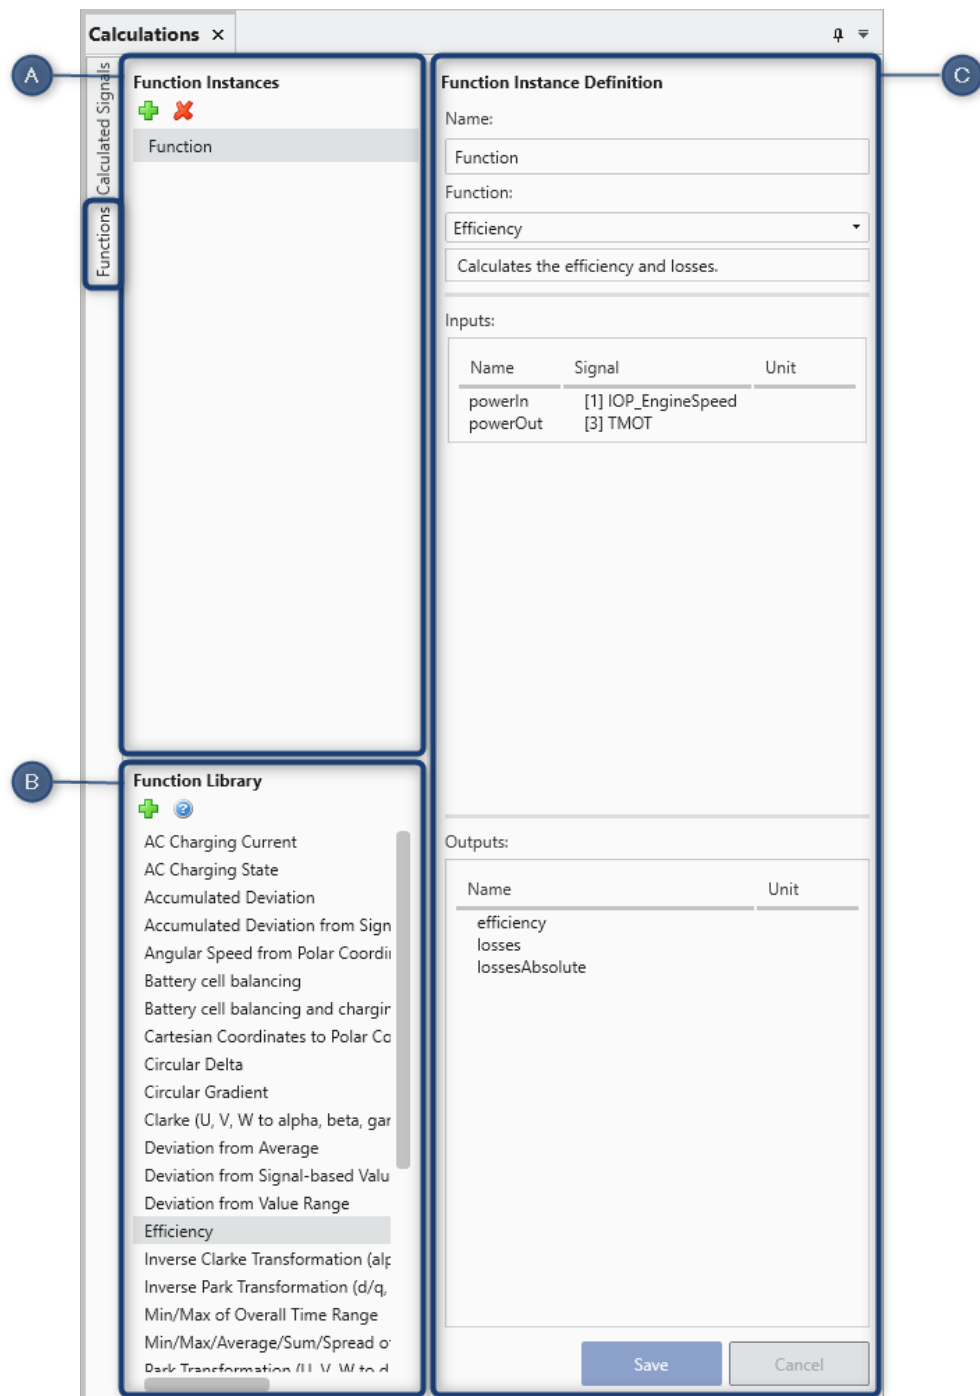 Calculations
A
B
C
Calculated Signals
Functions
Function Instances
Function
Function Library
AC Charging Current
AC Charging State
Accumulated Deviation
Accumulated Deviation from Sign
Angular Speed from Polar Coordi
Battery cell balancing
Battery cell balancing and chargin
Cartesian Coordinates to Polar Co
Circular Delta
Circular Gradient
Clarke (U, V, W to alpha, beta, gar
Deviation from Average
Deviation from Signal-based Valu
Deviation from Value Range
Efficiency
Inverse Clarke Transformation (alp
Inverse Park Transformation (d/q,
Min/Max of Overall Time Range
Min/Max/Average/Sum/Spread o
Park Transformation (U, V, W to d
Function Instance Definition
Name:
Function
Function:
Efficiency
Calculates the efficiency and losses.
Inputs:
Name Signal Unit
powerIn [1] IOP_EngineSpeed
powerOut [3] TMOT
Outputs:
Name Unit
efficiency
losses
lossesAbsolute
Save Cancel